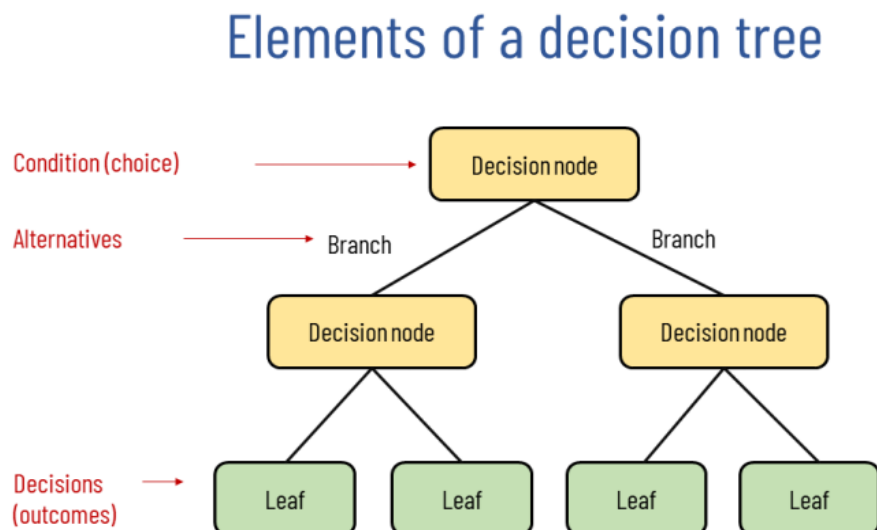 Elements of a decision tree
Condition (choice)
Decision node
Alternatives
Branch
Branch
Decision node
Decision node
Decisions
(outcomes)
Leaf
Leaf
Leaf
Leaf